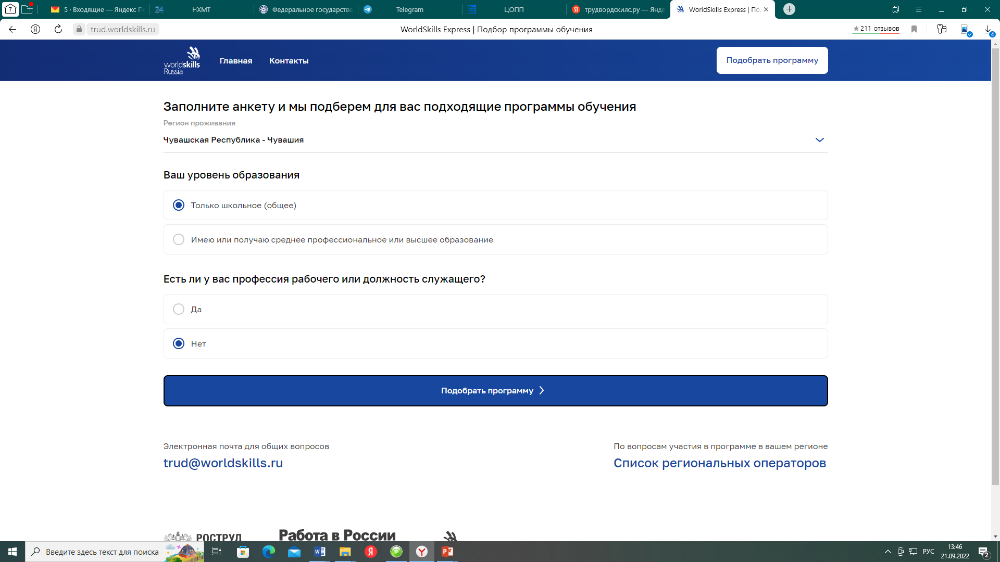 7
5 · Входящие — Яндекс П
24
НХМТ
Федеральное государстве
Telegram
ЦОПП
трудвордскилс.ру — Янде
WorldSkills Express | По
trud.worldskills.ru
WorldSkills Express | Подбор программы обучения
211 отзывов
4
worldskills
Russia
Главная
Контакты
Подобрать программу
Заполните анкету и мы подберем для вас подходящие программы обучения
Регион проживания
Чувашская Республика - Чувашия
Ваш уровень образования
Только школьное (общее)
Имею или получаю среднее профессиональное или высшее образование
Есть ли у вас профессия рабочего или должность служащего?
Да
Нет
Подобрать программу
Электронная почта для общих вопросов
trud@worldskills.ru
По вопросам участия в программе в вашем регионе
Список региональных операторов
РОСТРУД
Работа в России
Введите здесь текст для поиска
РУС
13:46
21.09.2022
2